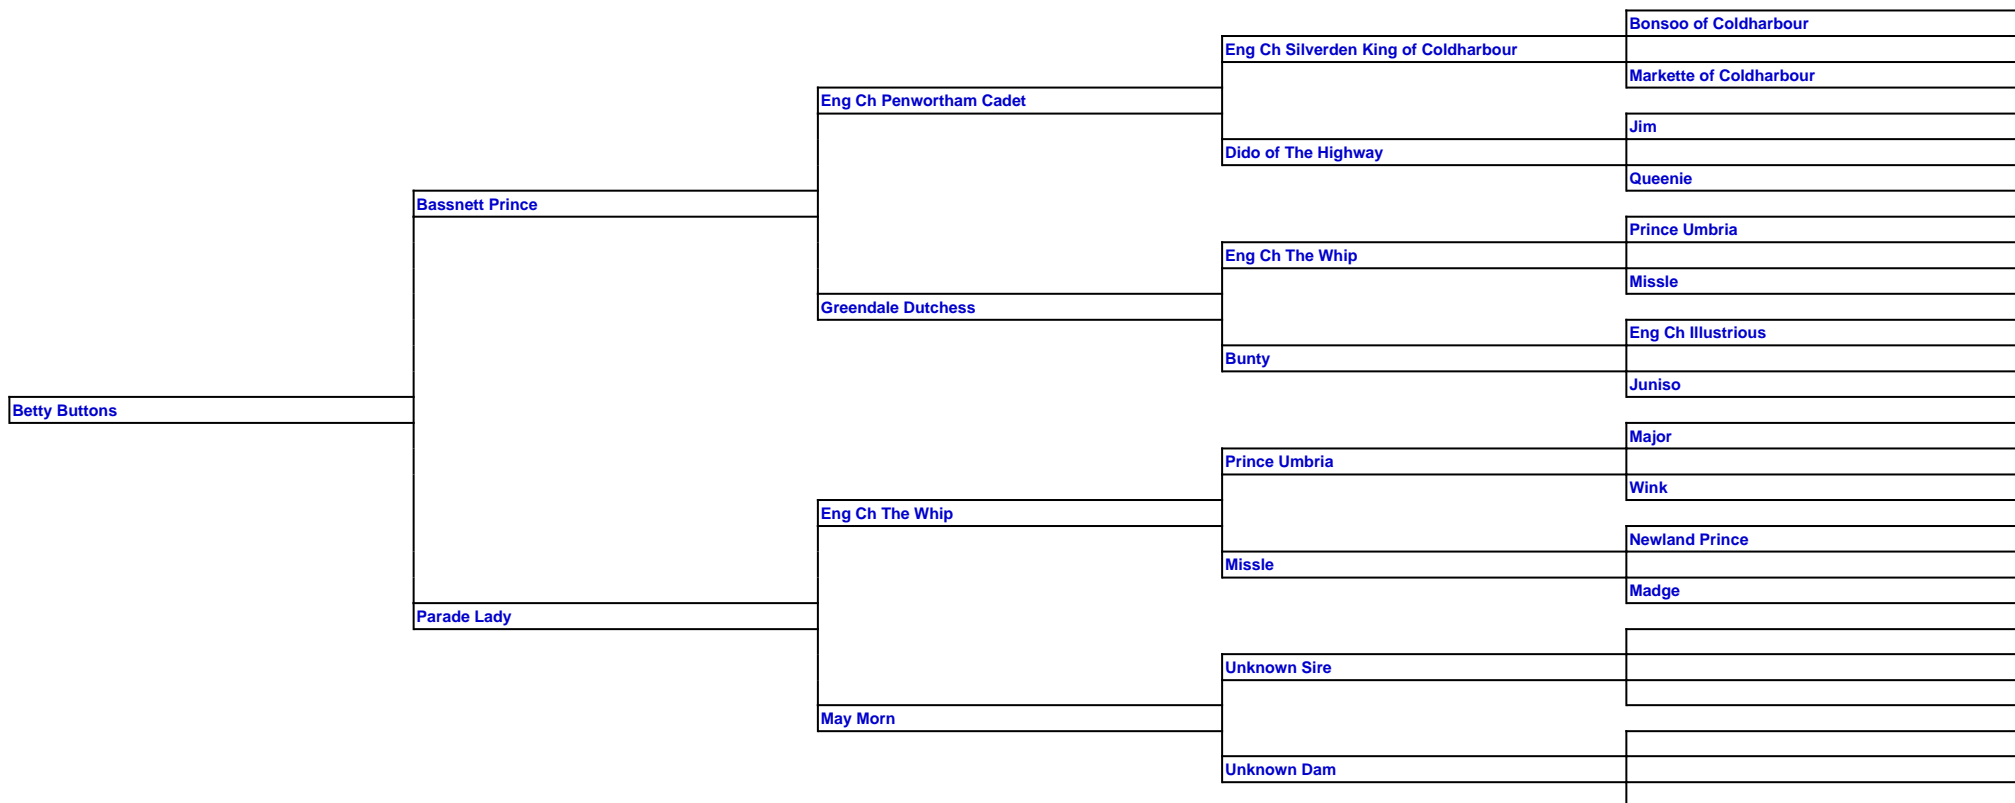 Bonsoo of Coldharbour
Eng Ch Silverden King of Coldharbour
Markette of Coldharbour
Eng Ch Penwortham Cadet
Jim
Dido of The Highway
Queenie
Bassnett Prince
Prince Umbria
Eng Ch The Whip
Missle
Greendale Dutchess
Eng Ch Illustrious
Bunty
Juniso
Betty Buttons
Major
Prince Umbria
Wink
Eng Ch The Whip
Newland Prince
Missle
Madge
Parade Lady
Unknown Sire
May Morn
Unknown Dam